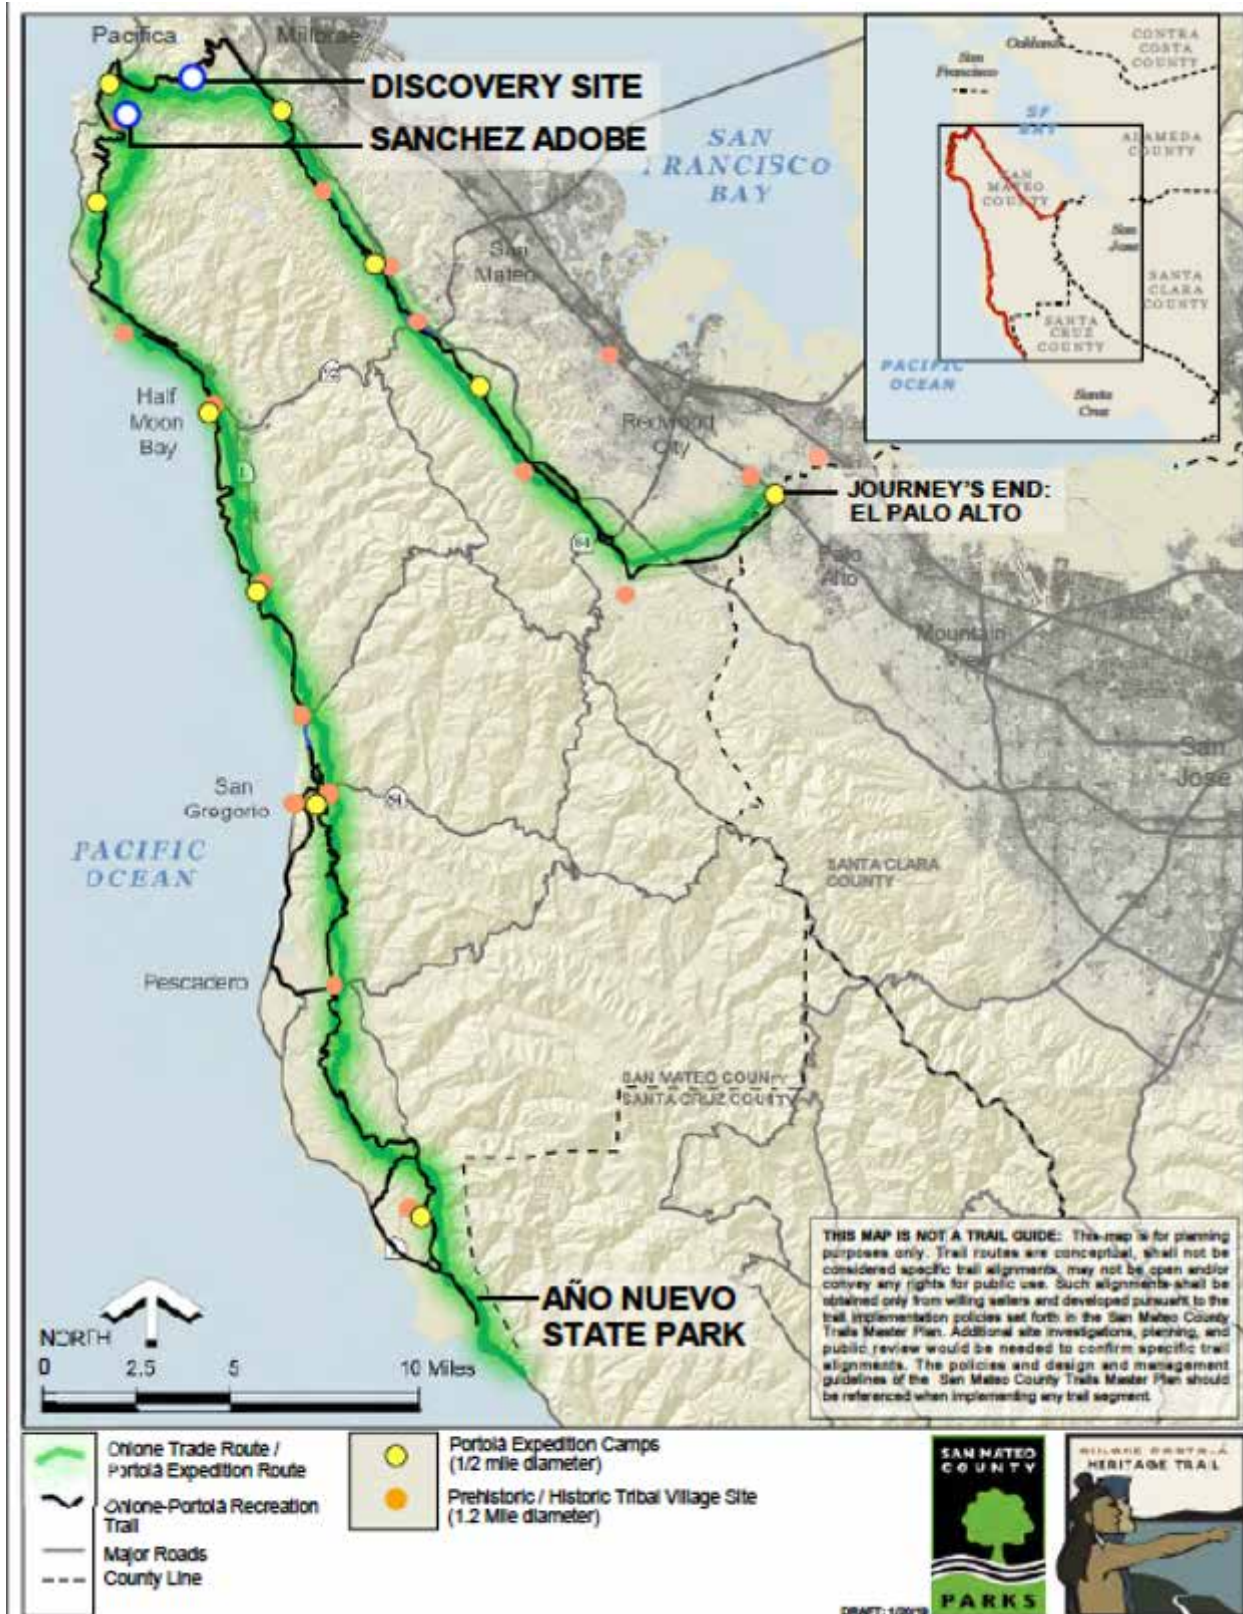 Pacifica
Millbrae
DISCOVERY SITE
SANCHEZ ADOBE
SAN
FRANCISCO
BAY
San
Mateo
Half
Moon
Bay
Redwood
City
1
84
JOURNEY'S END:
EL PALO ALTO
Palo
Alto
Mountain
View
San
Jose
San
Gregorio
84
PACIFIC
OCEAN
SANTA CLARA
COUNTY
Pescadero
SAN MATEO COUNTY
SANTA CRUZ COUNTY
AÑO NUEVO
STATE PARK
CONTRA
COSTA
COUNTY
Oakland
San
Francisco
SF
BAY
ALAMEDA
COUNTY
SAN
MATEO
COUNTY
San
Jose
SANTA
CLARA
COUNTY
SANTA
CRUZ
COUNTY
PACIFIC
OCEAN
Santa
Cruz
THIS MAP IS NOT A TRAIL GUIDE: This map is for planning
purposes only. Trail routes are conceptual, shall not be
considered specific trail alignments, may not be open and/or
convey any rights for public use. Such alignments shall be
obtained only from willing sellers and developed pursuant to the
trail implementation policies set forth in the San Mateo County
Trails Master Plan. Additional site investigations, planning, and
public review would be needed to confirm specific trail
alignments. The policies and design and management
guidelines of the San Mateo County Trails Master Plan should
be referenced when implementing any trail segment.
NORTH
0 2.5 5 10 Miles
Ohlone Trade Route /
Portolá Expedition Route
Ohlone-Portolá Recreation
Trail
Major Roads
County Line
Portolá Expedition Camps
(1/2 mile diameter)
Prehistoric / Historic Tribal Village Site
(1.2 Mile diameter)
SAN MATEO
COUNTY
PARKS
HERITAGE TRAIL